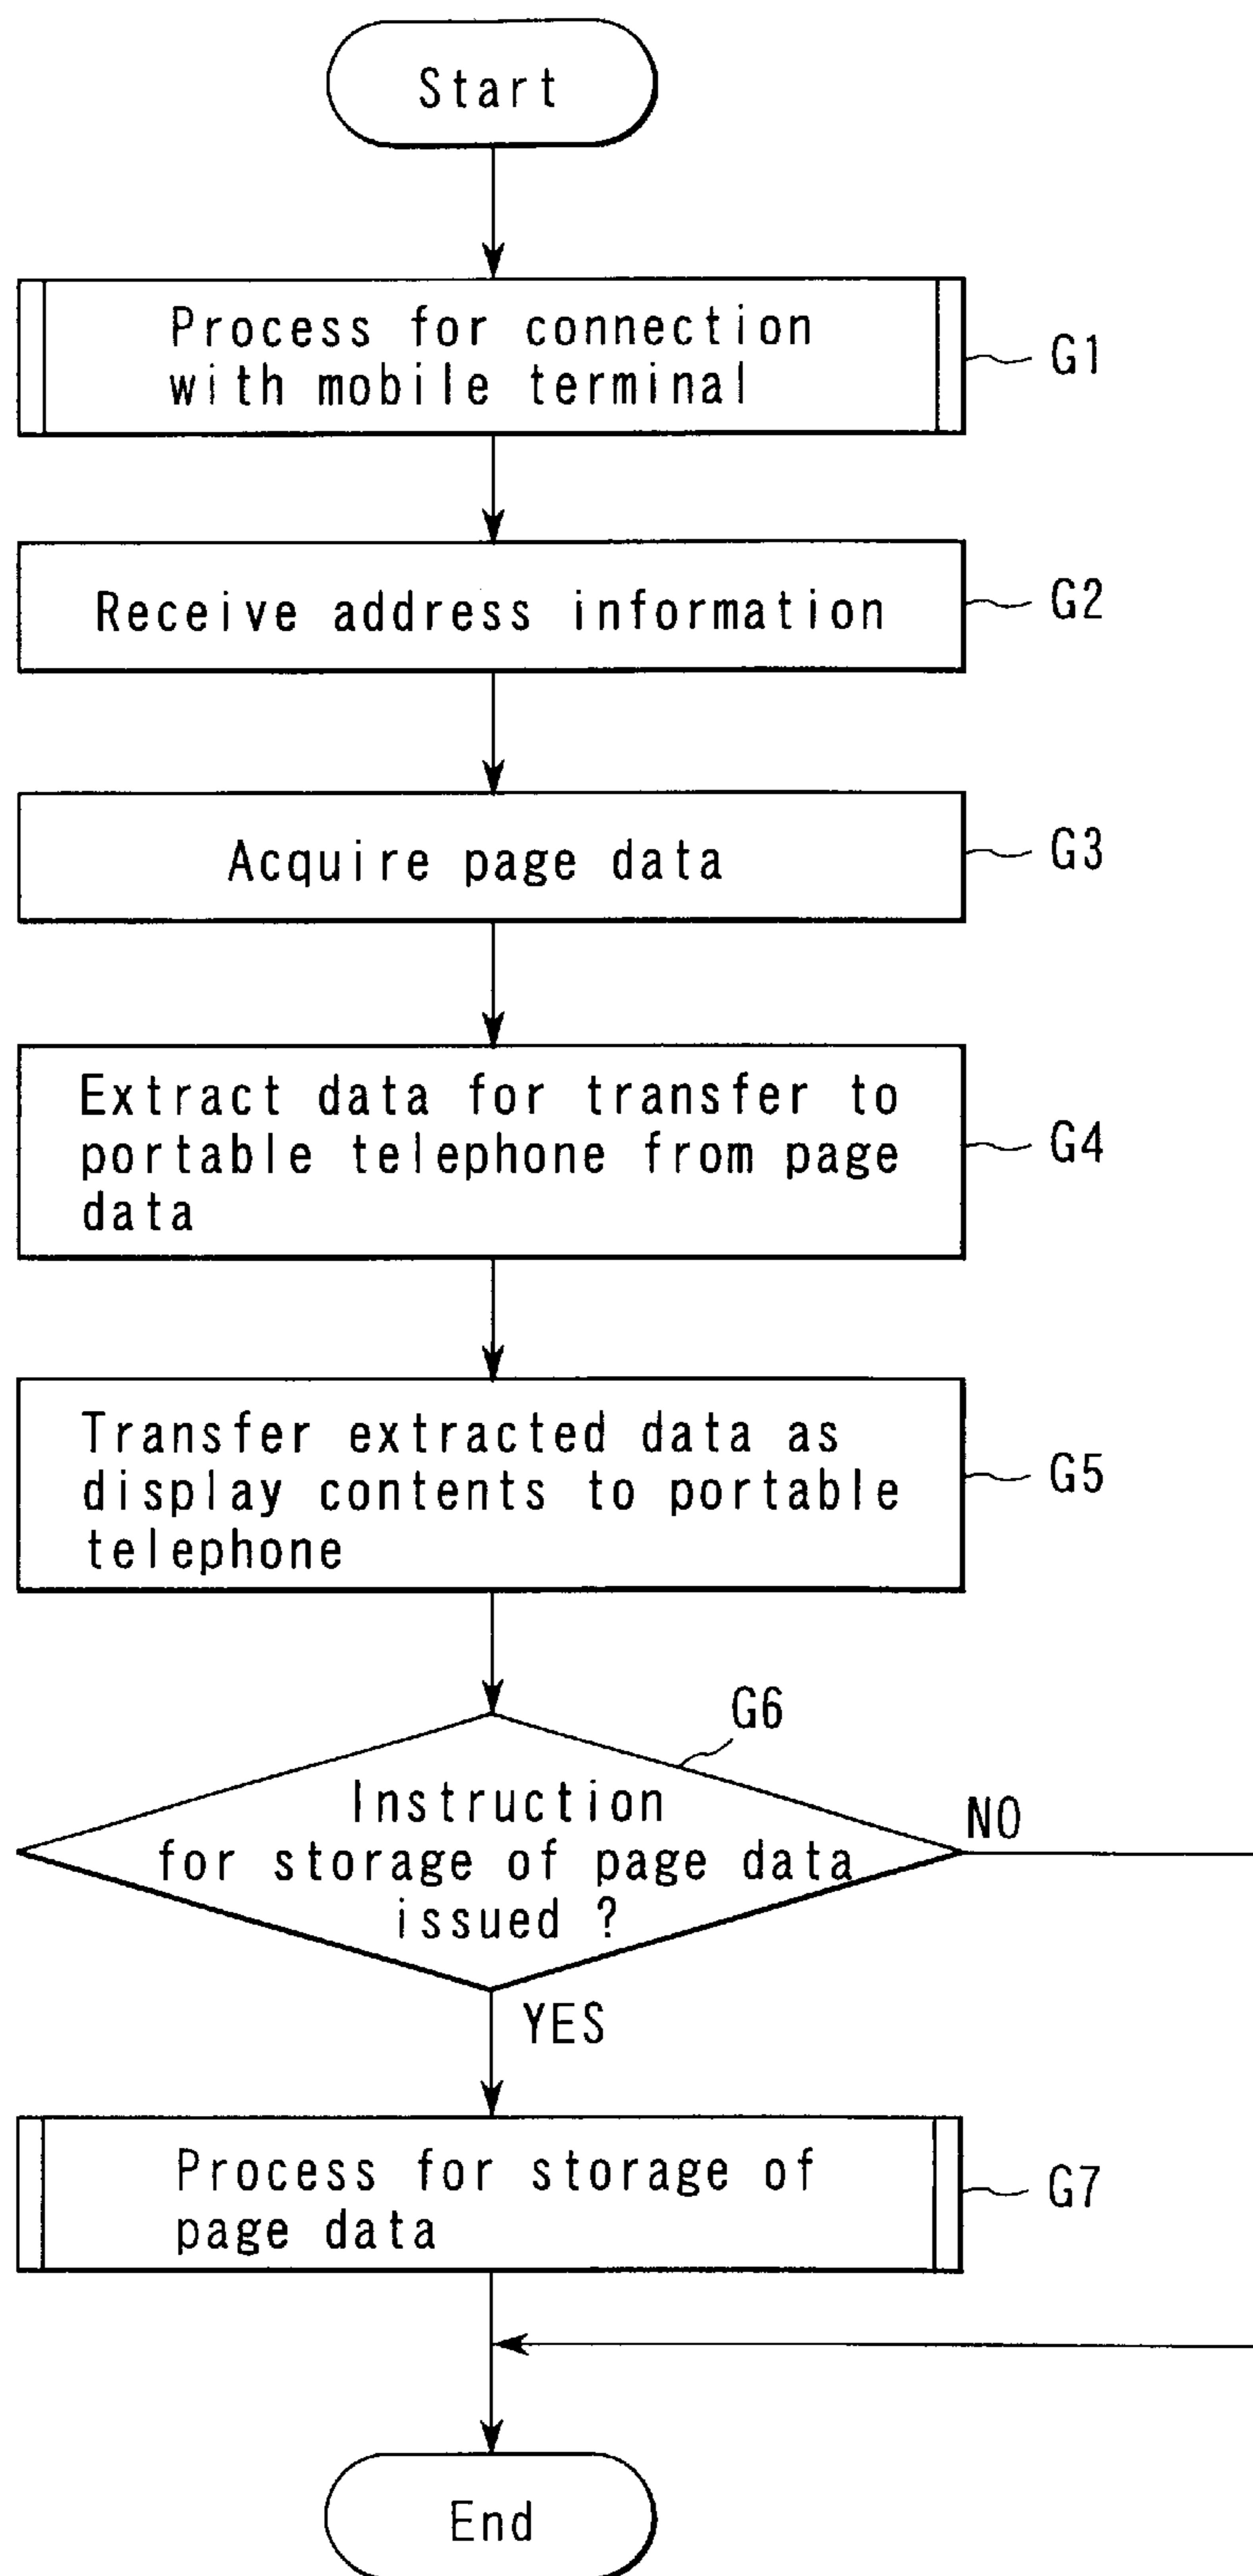 Start
Process for connection
with mobile terminal
G1
Receive address information
G2
Acquire page data
G3
Extract data for transfer to
portable telephone from page
data
G4
Transfer extracted data as
display contents to portable
telephone
G5
G6
Instruction
for storage of page data
issued ?
NO
YES
Process for storage of
page data
G7
End